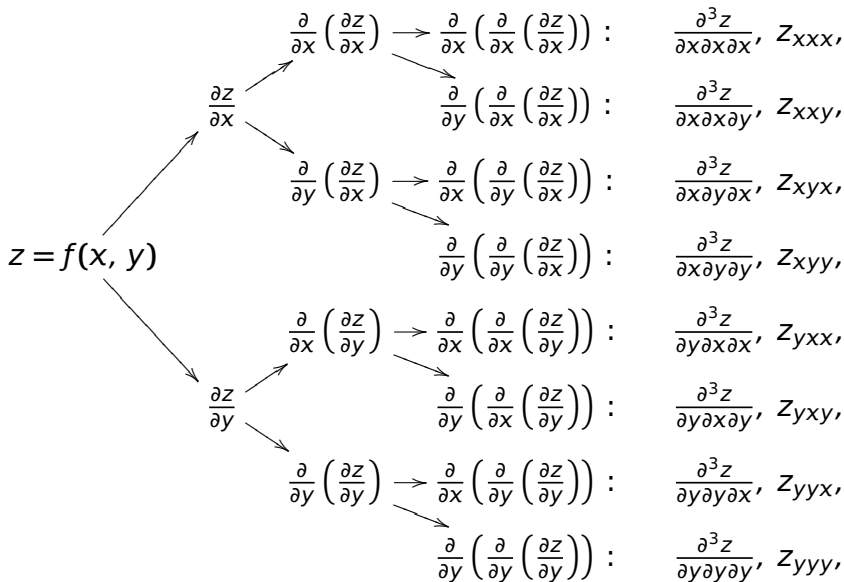 ∂/∂x (∂z/∂x) → ∂/∂x (∂/∂x (∂z/∂x)) : ∂³z/∂x∂x∂x, z_xxx,
∂z/∂x ∂/∂y (∂/∂x (∂z/∂x)) : ∂³z/∂x∂x∂y, z_xxy,
∂/∂y (∂z/∂x) → ∂/∂x (∂/∂y (∂z/∂x)) : ∂³z/∂x∂y∂x, z_xyx,
z = f(x, y) ∂/∂y (∂/∂y (∂z/∂x)) : ∂³z/∂x∂y∂y, z_xyy,
∂/∂x (∂z/∂y) → ∂/∂x (∂/∂x (∂z/∂y)) : ∂³z/∂y∂x∂x, z_yxx,
∂z/∂y ∂/∂y (∂/∂x (∂z/∂y)) : ∂³z/∂y∂x∂y, z_yxy,
∂/∂y (∂z/∂y) → ∂/∂x (∂/∂y (∂z/∂y)) : ∂³z/∂y∂y∂x, z_yyx,
∂/∂y (∂/∂y (∂z/∂y)) : ∂³z/∂y∂y∂y, z_yyy,